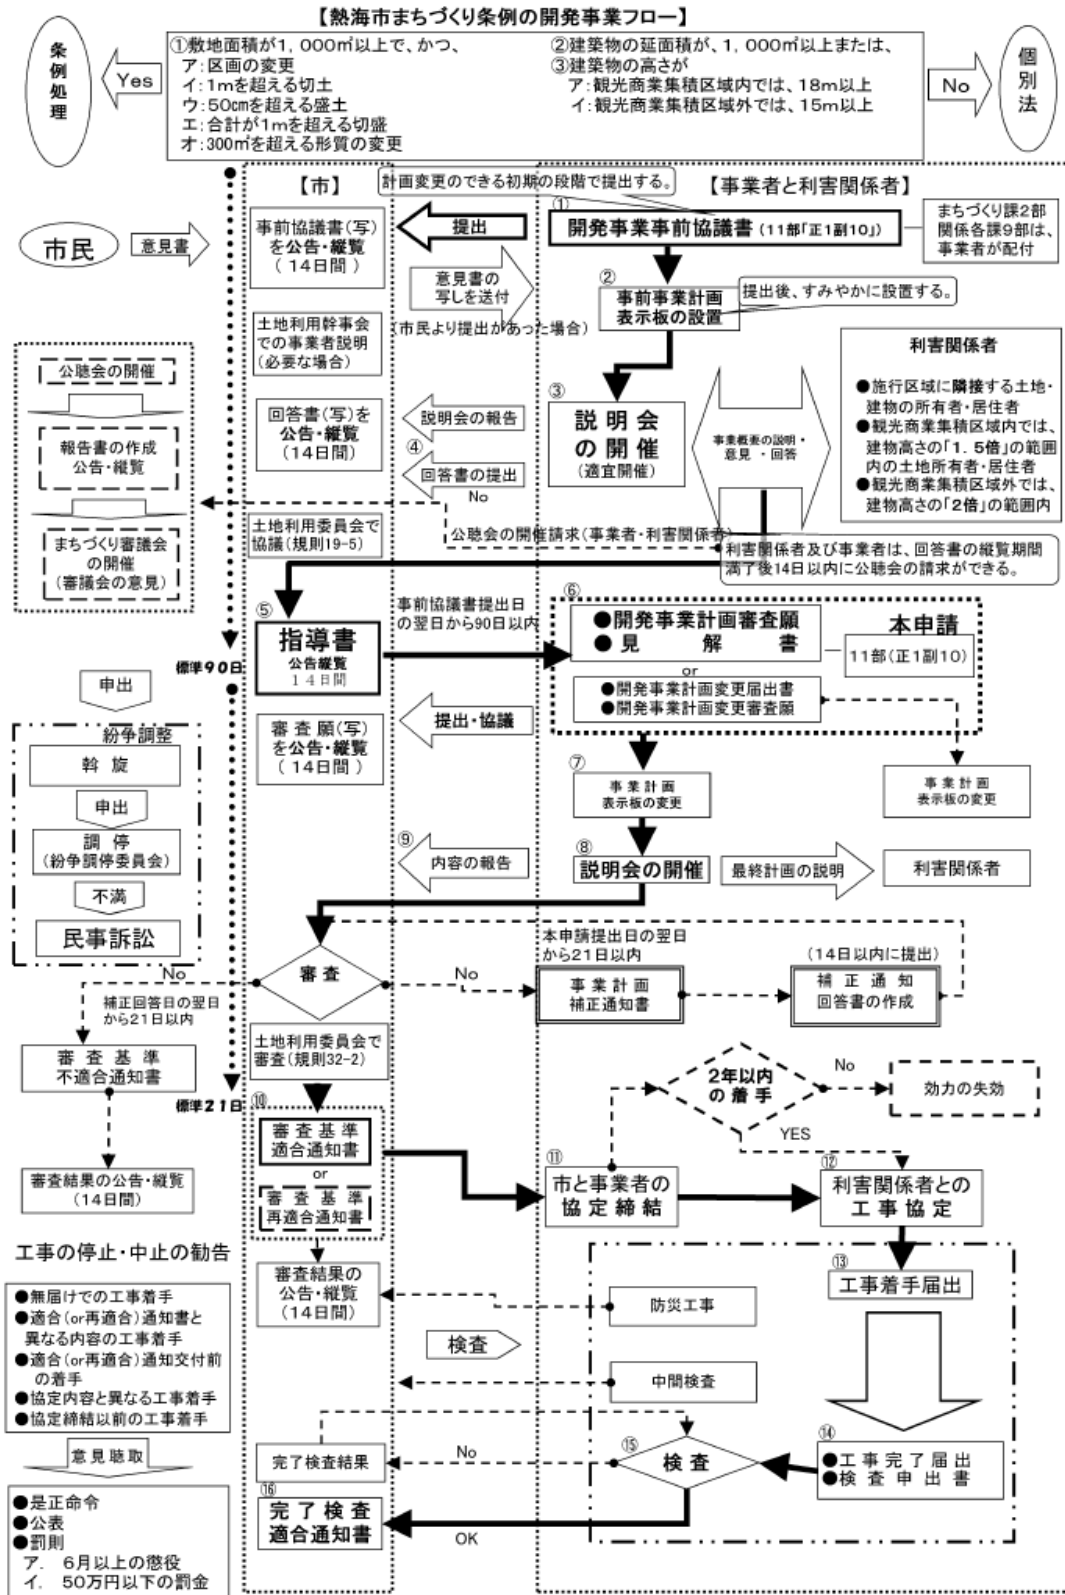 【熱海市まちづくり条例の開発事業フロー】
条例処理
Yes
①敷地面積が1，000㎡以上で、かつ、
ア：区画の変更
イ：1mを超える切土
ウ：50cmを超える盛土
エ：合計が1mを超える切盛
オ：300㎡を超える形質の変更
②建築物の延面積が、1，000㎡以上または、
③建築物の高さが
ア：観光商業集積区域内では、18m以上
イ：観光商業集積区域外では、15m以上
No
個別法
【市】
計画変更のできる初期の段階で提出する。
【事業者と利害関係者】
市民
意見書
事前協議書（写）
を公告・縦覧
（14日間）
提出
①
開発事業事前協議書（11部「正1副10」）
まちづくり課2部
関係各課9部は、
事業者が配付
意見書の
写しを送付
（市民より提出があった場合）
②
事前事業計画
表示板の設置
提出後、すみやかに設置する。
土地利用幹事会
での事業者説明
（必要な場合）
利害関係者
●施行区域に隣接する土地・
建物の所有者・居住者
●観光商業集積区域内では、
建物高さの「1．5倍」の範囲
内の土地所有者・居住者
●観光商業集積区域外では、
建物高さの「2倍」の範囲内
公聴会の開催
報告書の作成
公告・縦覧
まちづくり審議会
の開催
（審議会の意見）
回答書（写）を
公告・縦覧
（14日間）
説明会の報告
④
回答書の提出
No
③
説明会
の開催
（適宜開催）
事業概要の説明・
意見・回答
土地利用委員会で
協議（規則19-5）
公聴会の開催請求（事業者・利害関係者）
利害関係者及び事業者は、回答書の縦覧期間
満了後14日以内に公聴会の請求ができる。
⑤
指導書
公告縦覧
14日間
標準90日
事前協議書提出日
の翌日から90日以内
⑥
●開発事業計画審査願
●見解書
本申請
11部（正1副10）
or
●開発事業計画変更届出書
●開発事業計画変更審査願
申出
紛争調整
斡旋
申出
調停
（紛争調停委員会）
不満
民事訴訟
審査願（写）
を公告・縦覧
（14日間）
提出・協議
⑦
事業計画
表示板の変更
事業計画
表示板の変更
⑨
内容の報告
⑧
説明会の開催
最終計画の説明
利害関係者
審査
No
No
本申請提出日の翌日
から21日以内
事業計画
補正通知書
（14日以内に提出）
補正通知
回答書の作成
補正回答日の翌日
から21日以内
審査基準
不適合通知書
審査結果の公告・縦覧
（14日間）
土地利用委員会で
審査（規則32-2）
標準21日
⑩
審査基準
適合通知書
or
審査基準
再適合通知書
2年以内
の着手
No
効力の失効
YES
⑪
市と事業者の
協定締結
⑫
利害関係者との
工事協定
審査結果の
公告・縦覧
（14日間）
⑬
工事着手届出
防災工事
検査
中間検査
工事の停止・中止の勧告
●無届けでの工事着手
●適合（or再適合）通知書と
異なる内容の工事着手
●適合（or再適合）通知交付前
の着手
●協定内容と異なる工事着手
●協定締結以前の工事着手
意見聴取
●是正命令
●公表
●罰則
ア．6月以上の懲役
イ．50万円以下の罰金
完了検査結果
No
⑮
検査
⑭
●工事完了届出
●検査申出書
⑯
完了検査
適合通知書
OK